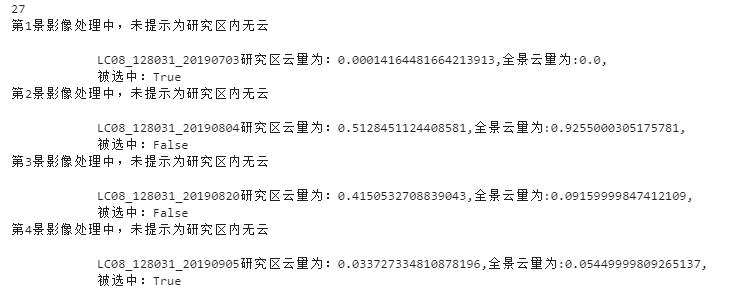 27
第1景影像处理中，未提示为研究区内无云
LC08_128031_20190703研究区云量为: 0.00014164481664213913,全景云量为:0.0,
被选中: True
第2景影像处理中，未提示为研究区内无云
LC08_128031_20190804研究区云量为: 0.5128451124408581,全景云量为:0.9255000305175781,
被选中: False
第3景影像处理中，未提示为研究区内无云
LC08_128031_20190820研究区云量为: 0.4150532708839043,全景云量为:0.09159999847412109,
被选中: False
第4景影像处理中，未提示为研究区内无云
LC08_128031_20190905研究区云量为: 0.033727334810878196,全景云量为:0.05449999809265137,
被选中: True